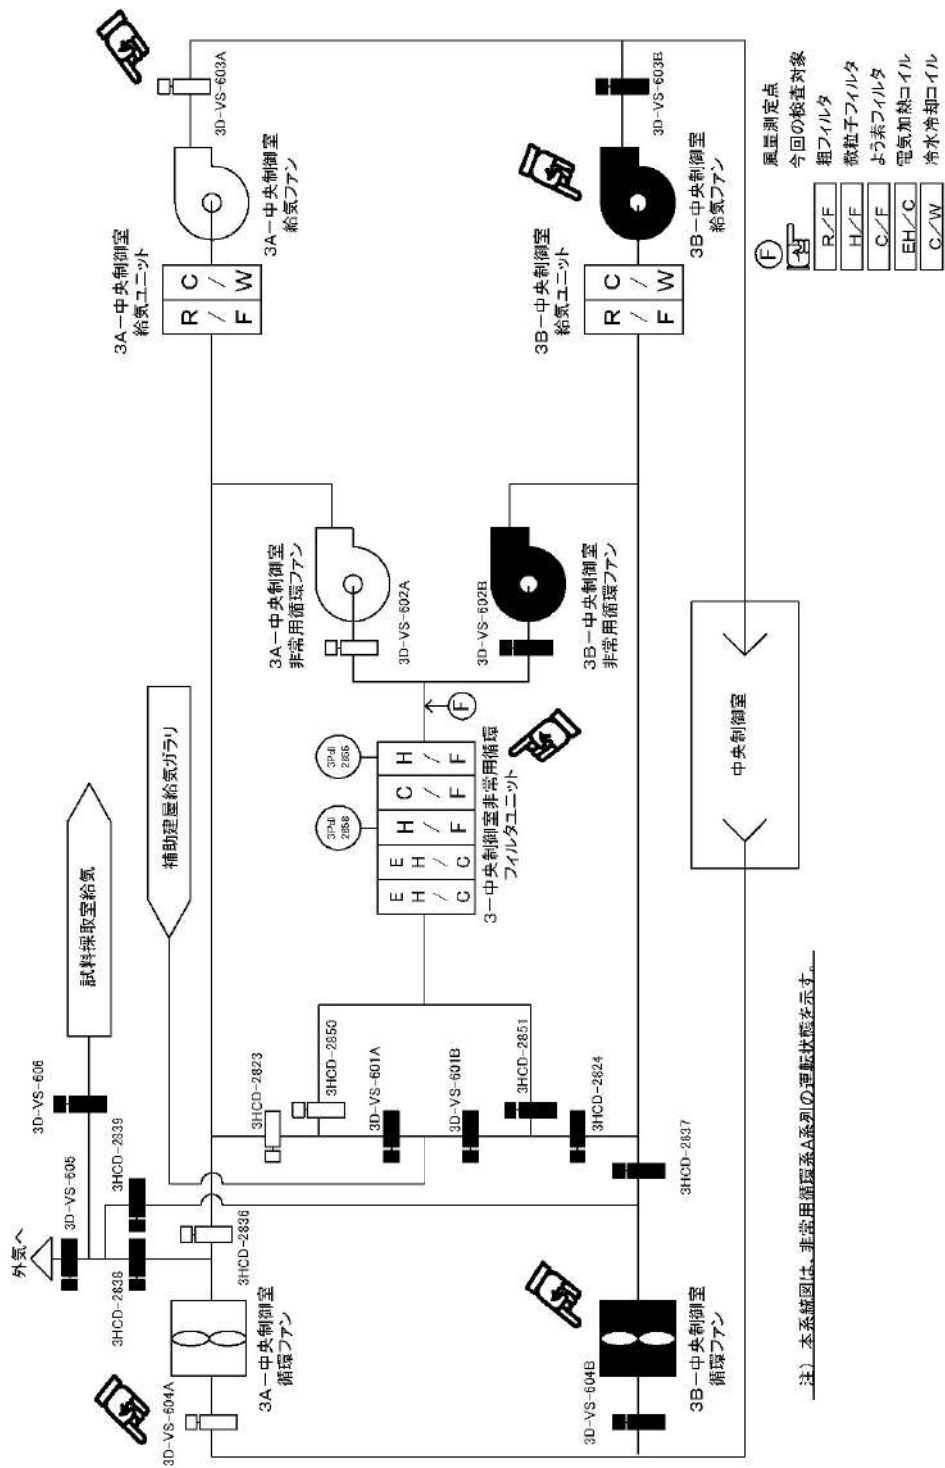 外気へ
3D-VS-605
3D-VS-606
試料採取室給気
補助建屋給気ガラリ
3HCD-2838
3HCD-2839
3D-VS-604A
3A-中央制御室
循環ファン
3HCD-2836
3HCD-2823
3HCD-2850
3D-VS-601A
3D-VS-601B
3HCD-2851
3HCD-2824
3HCD-2837
3D-VS-604B
3B-中央制御室
循環ファン
EH/C
EH/C
H/F
C/F
H/F
3-中央制御室非常用循環
フィルタユニット
3PdI
3PdI
F
3A-中央制御室
非常用循環ファン
3D-VS-602A
3D-VS-602B
3B-中央制御室
非常用循環ファン
3A-中央制御室
給気ユニット
R/F
C/W
3A-中央制御室
給気ファン
3D-VS-603A
3B-中央制御室
給気ユニット
R/F
C/W
3B-中央制御室
給気ファン
3D-VS-603B
中央制御室
F 風量測定点
今回の検査対象
R/F 粗フィルタ
H/F 微粒子フィルタ
C/F よう素フィルタ
EH/C 電気加熱コイル
C/W 冷水冷却コイル
注)本系統図は、非常用循環系A系列の運転状態を示す。